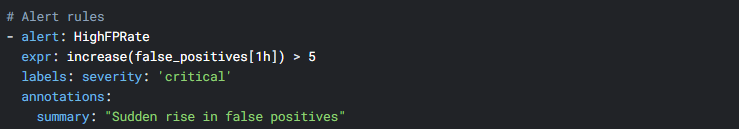 # Alert rules
- alert: HighFPRate
  expr: increase(false_positives[1h]) > 5
  labels: severity: 'critical'
  annotations:
    summary: "Sudden rise in false positives"